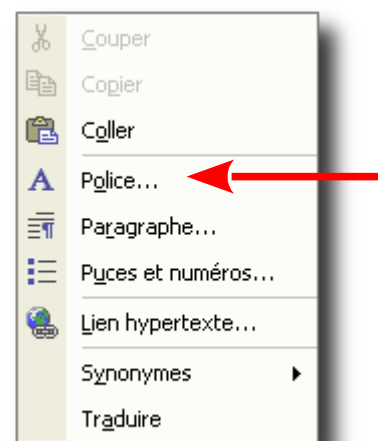 Couper
Copier
Coller
Police...
Paragraphe...
Puces et numéros...
Lien hypertexte...
Synonymes
Traduire